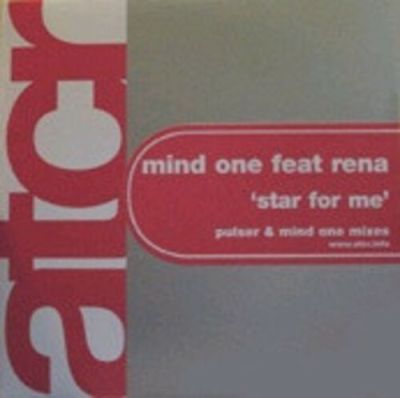 atcr
mind one feat rena
'star for me'
pulser & mind one mixes
www.atcr.info